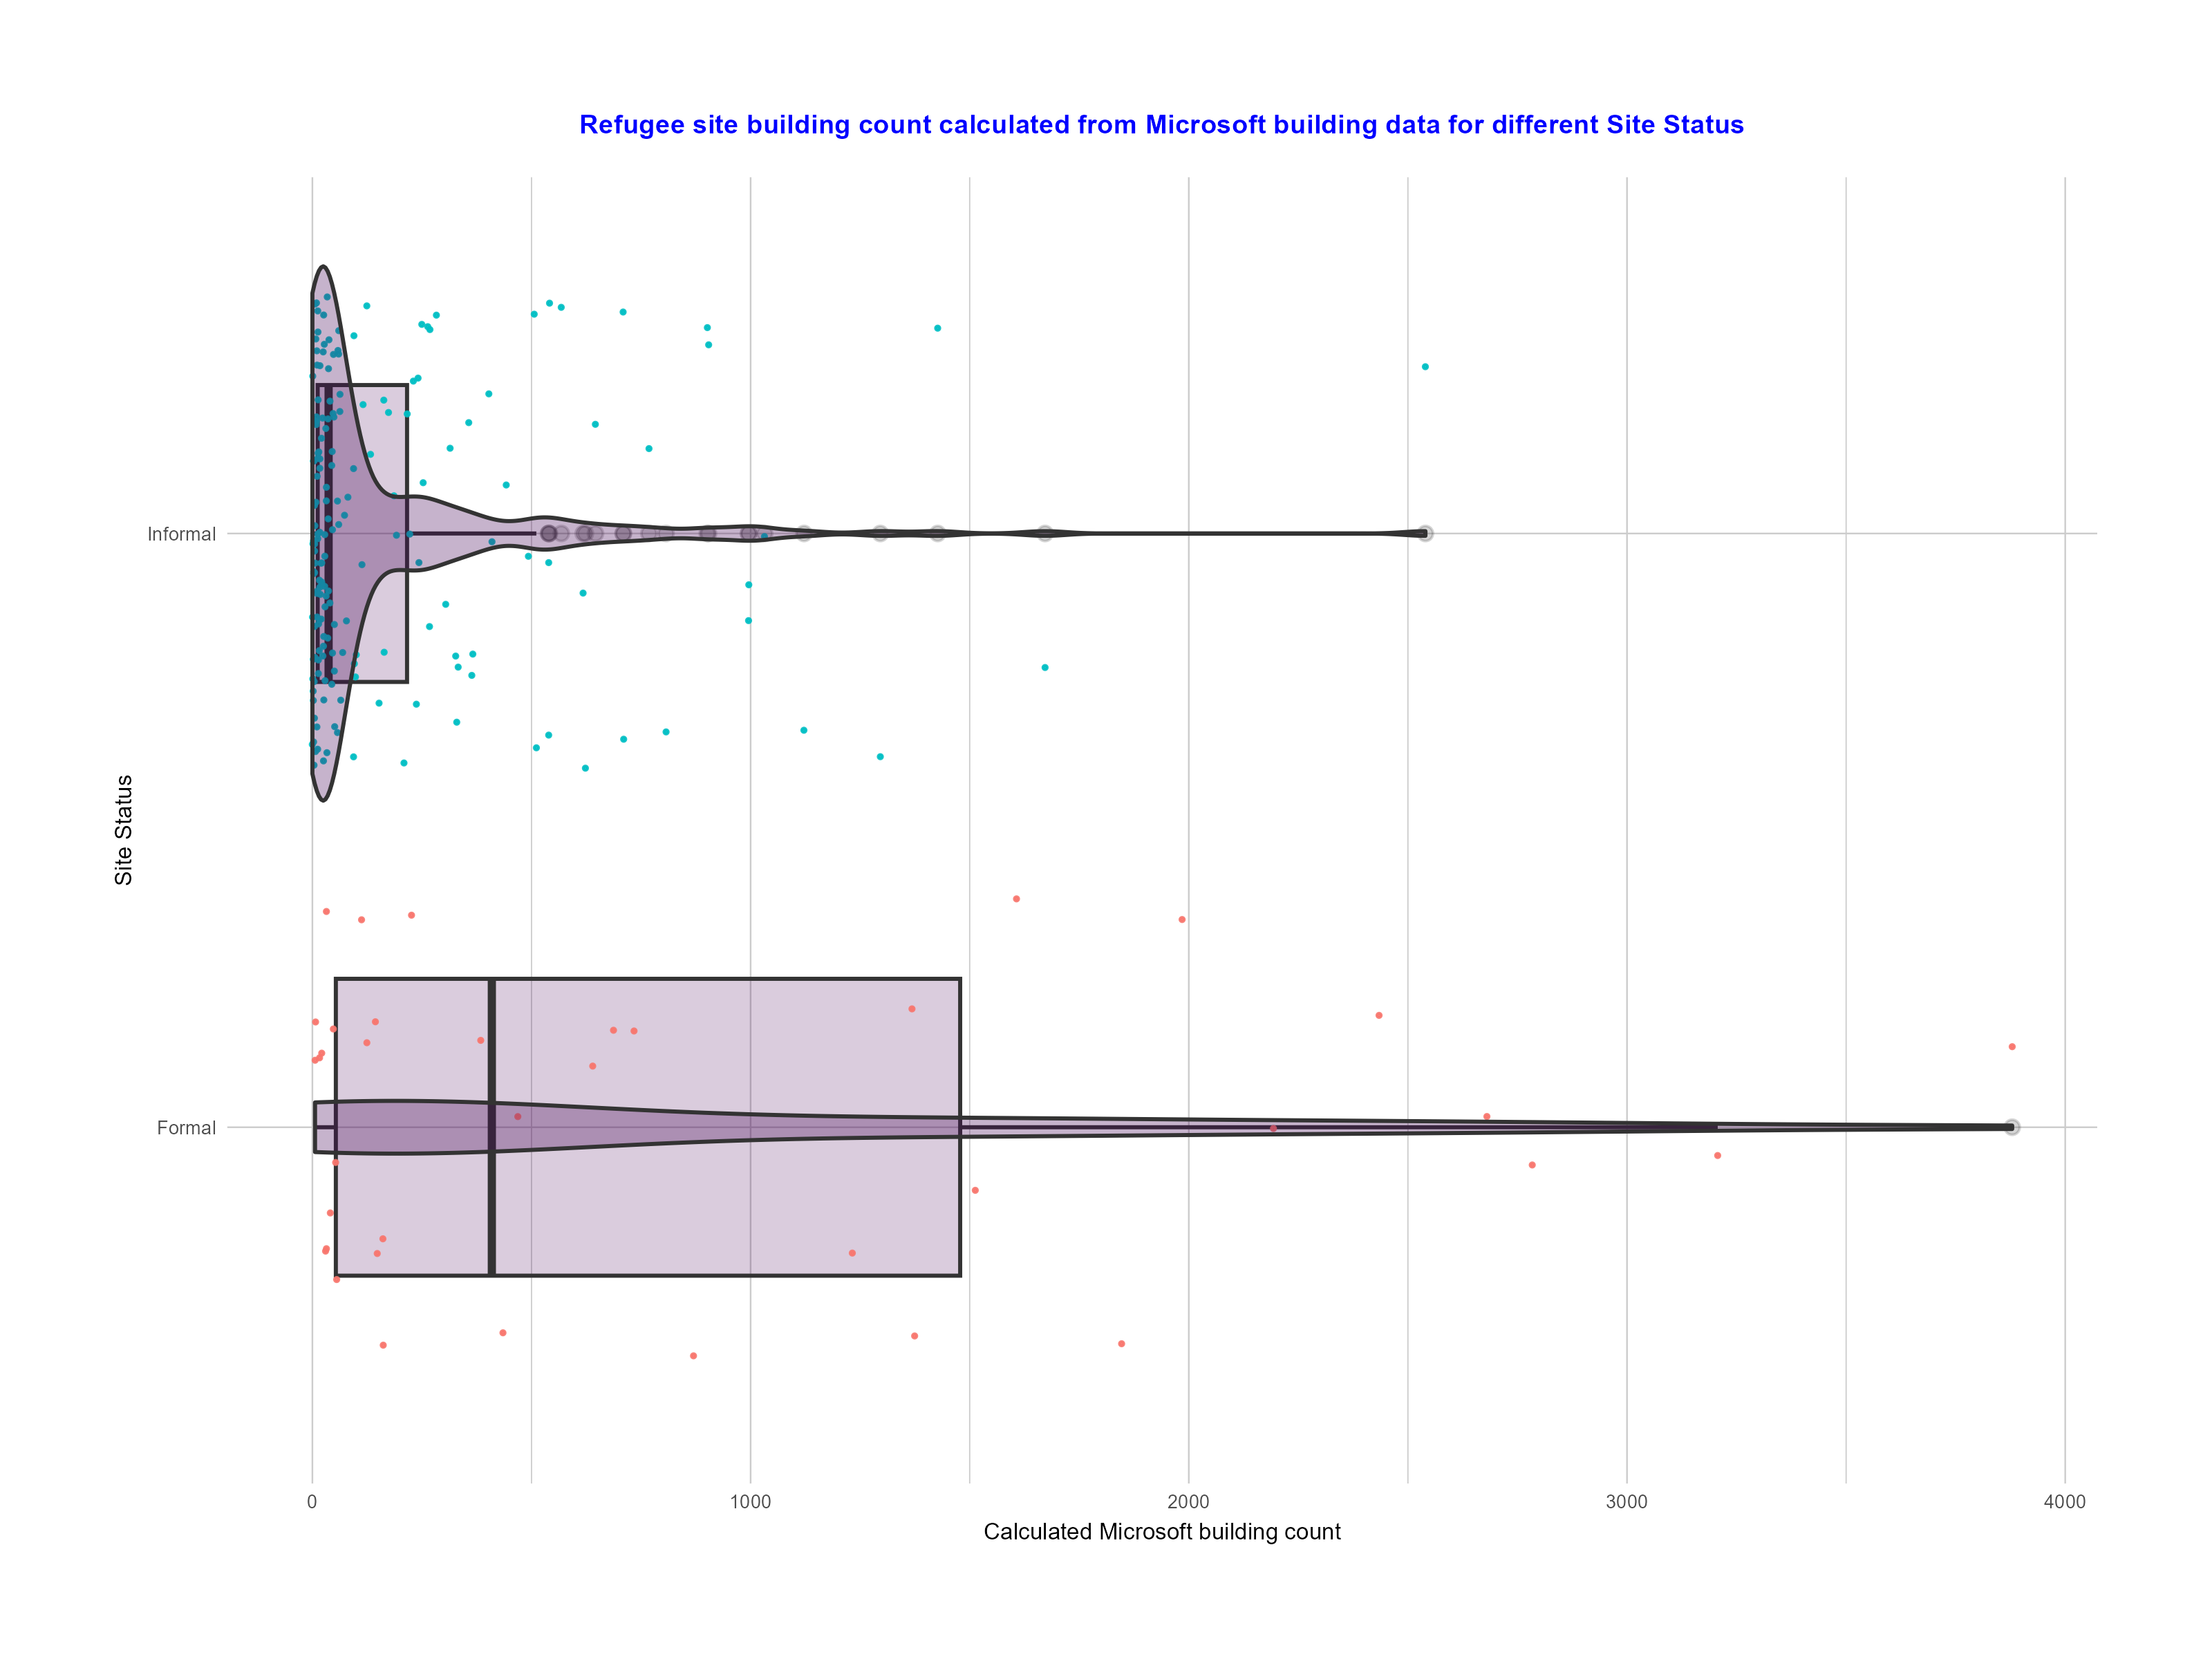 Refugee site building count calculated from Microsoft building data for different Site Status
Informal
Site Status
Formal
0 1000 2000 3000 4000
Calculated Microsoft building count